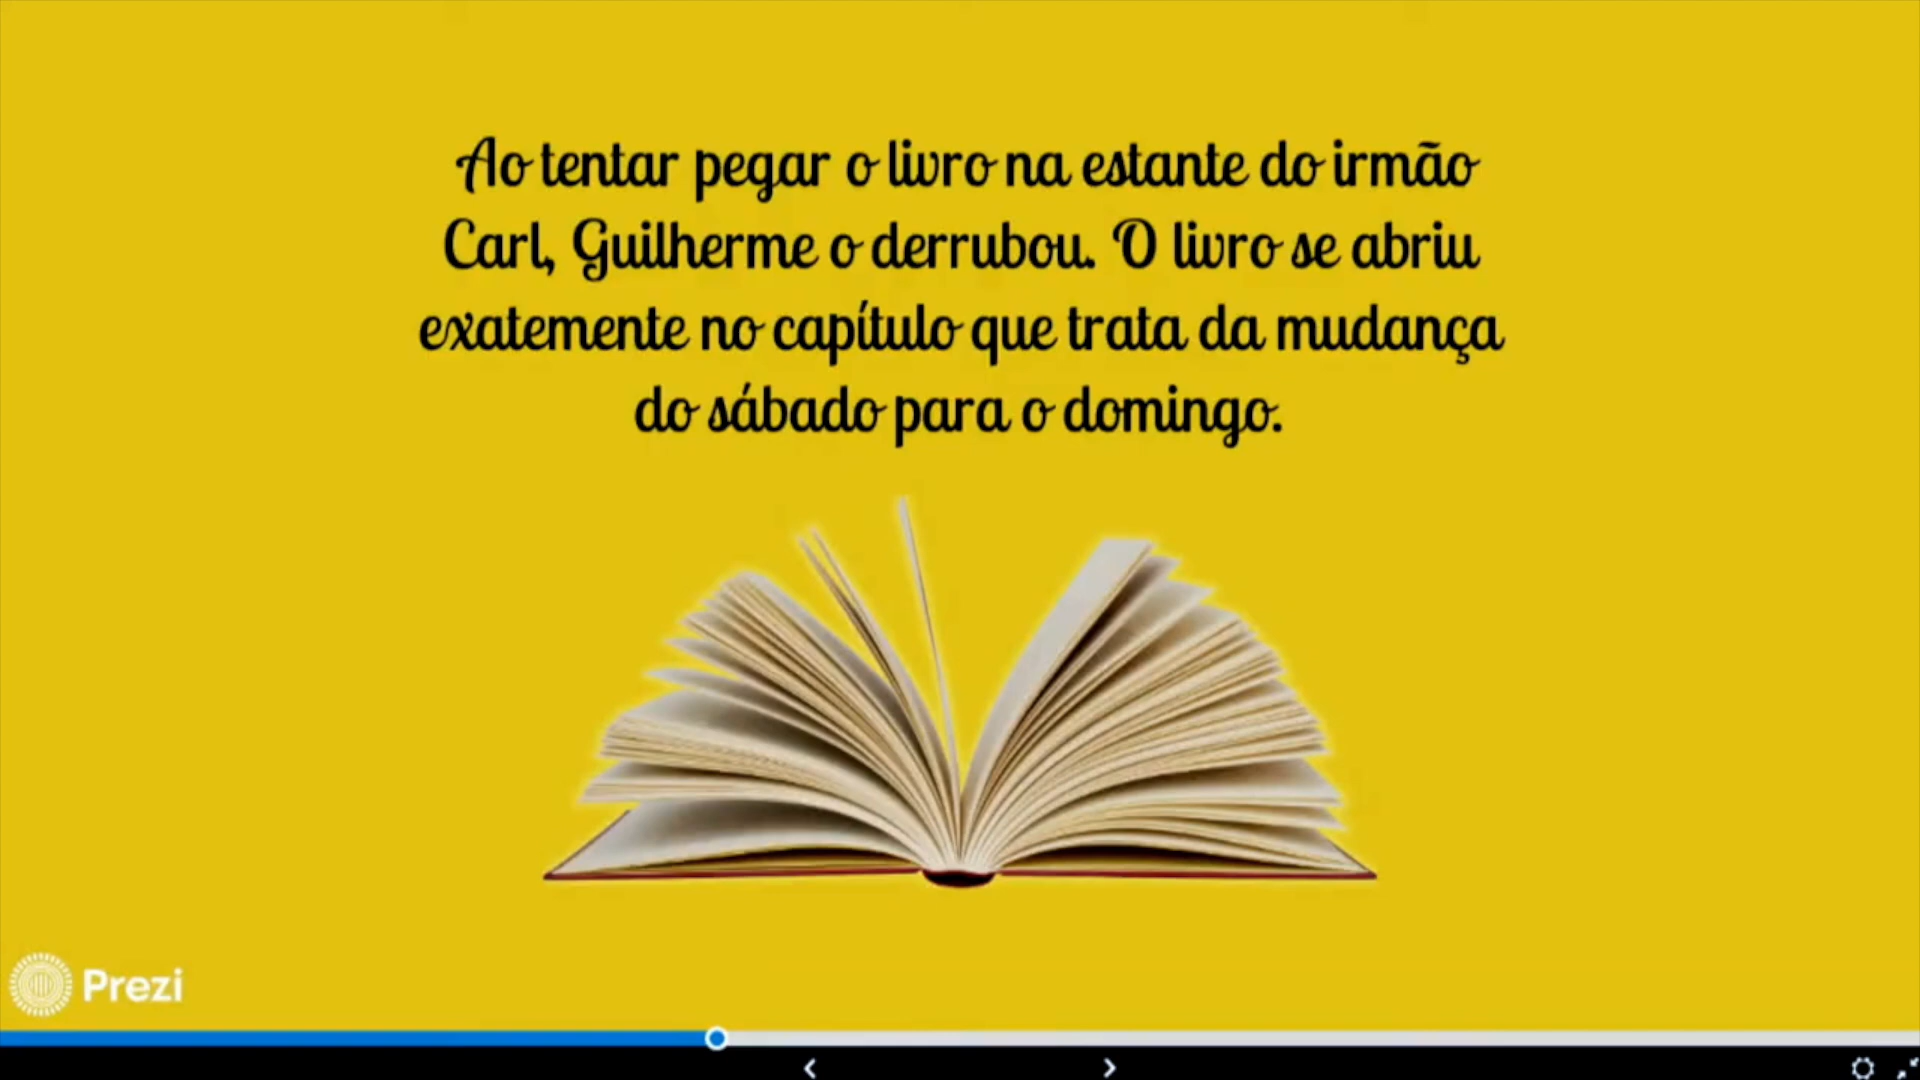 Ao tentar pegar o livro na estante do irmão
Carl, Guilherme o derrubou. O livro se abriu
exatemente no capítulo que trata da mudança
do sábado para o domingo.
Prezi